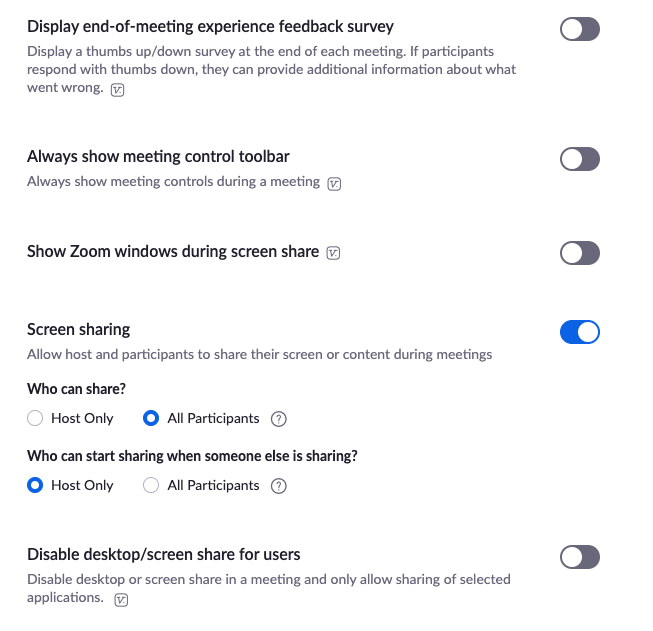 Display end-of-meeting experience feedback survey
Display a thumbs up/down survey at the end of each meeting. If participants
respond with thumbs down, they can provide additional information about what
went wrong.
Always show meeting control toolbar
Always show meeting controls during a meeting
Show Zoom windows during screen share
Screen sharing
Allow host and participants to share their screen or content during meetings
Who can share?
Host Only All Participants ?
Who can start sharing when someone else is sharing?
Host Only All Participants ?
Disable desktop/screen share for users
Disable desktop or screen share in a meeting and only allow sharing of selected
applications.